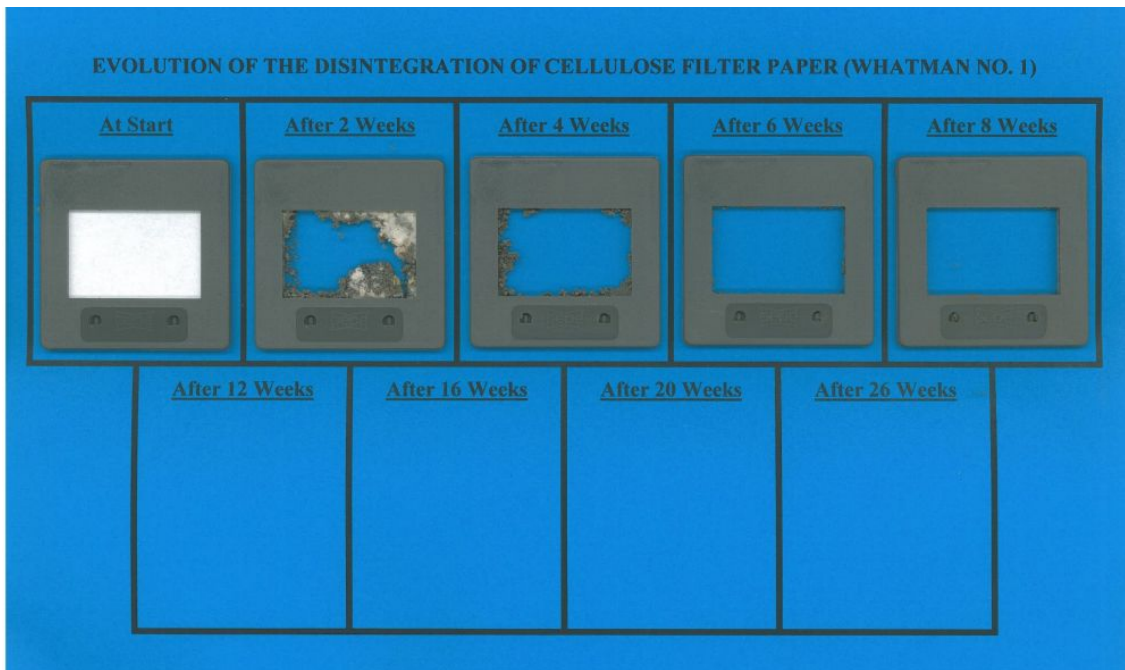 EVOLUTION OF THE DISINTEGRATION OF CELLULOSE FILTER PAPER (WHATMAN NO. 1)
At Start
After 2 Weeks
After 4 Weeks
After 6 Weeks
After 8 Weeks
After 12 Weeks
After 16 Weeks
After 20 Weeks
After 26 Weeks